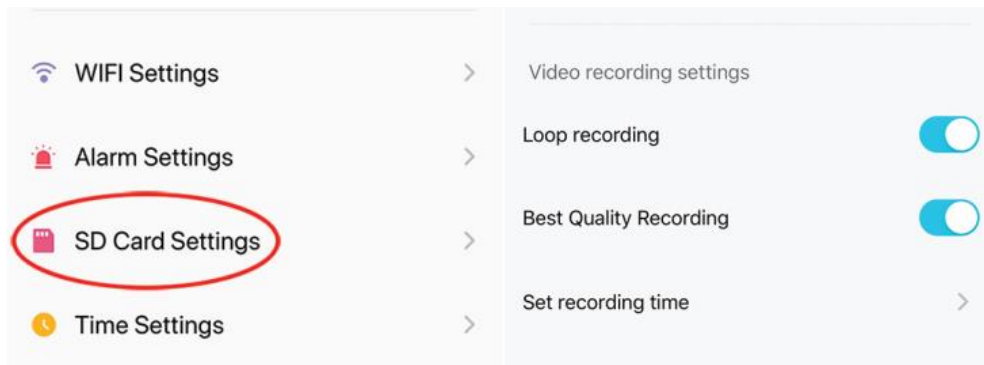 WIFI Settings
Alarm Settings
SD Card Settings
Time Settings
Video recording settings
Loop recording
Best Quality Recording
Set recording time